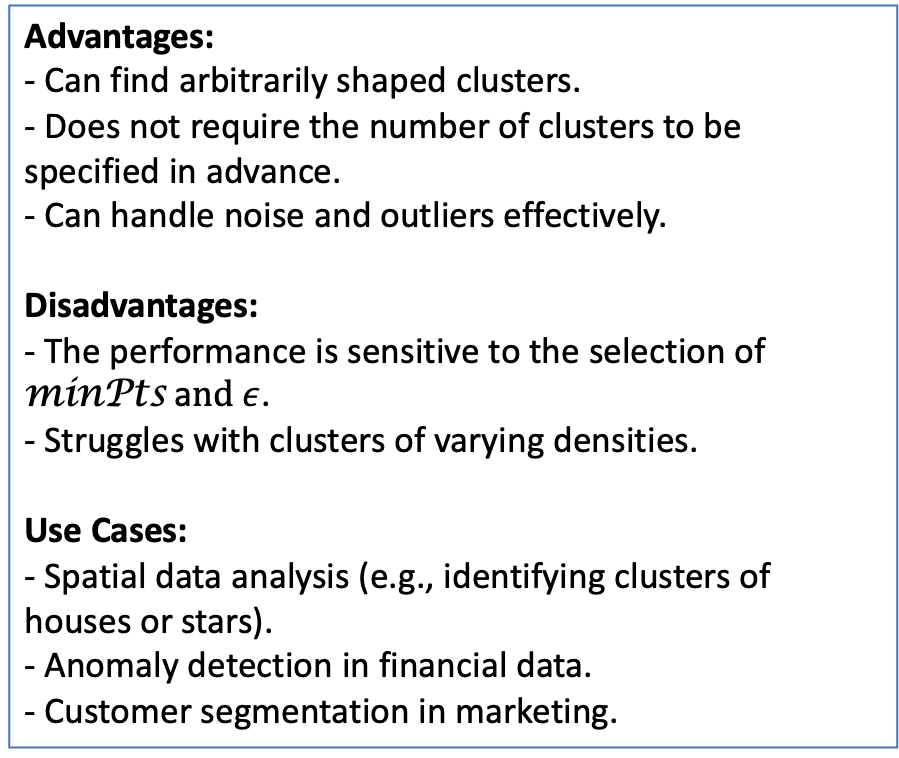 Advantages:
- Can find arbitrarily shaped clusters.
- Does not require the number of clusters to be
specified in advance.
- Can handle noise and outliers effectively.
Disadvantages:
- The performance is sensitive to the selection of
𝓂𝒾𝓃𝒫𝓉𝓈 and ϵ.
- Struggles with clusters of varying densities.
Use Cases:
- Spatial data analysis (e.g., identifying clusters of
houses or stars).
- Anomaly detection in financial data.
- Customer segmentation in marketing.